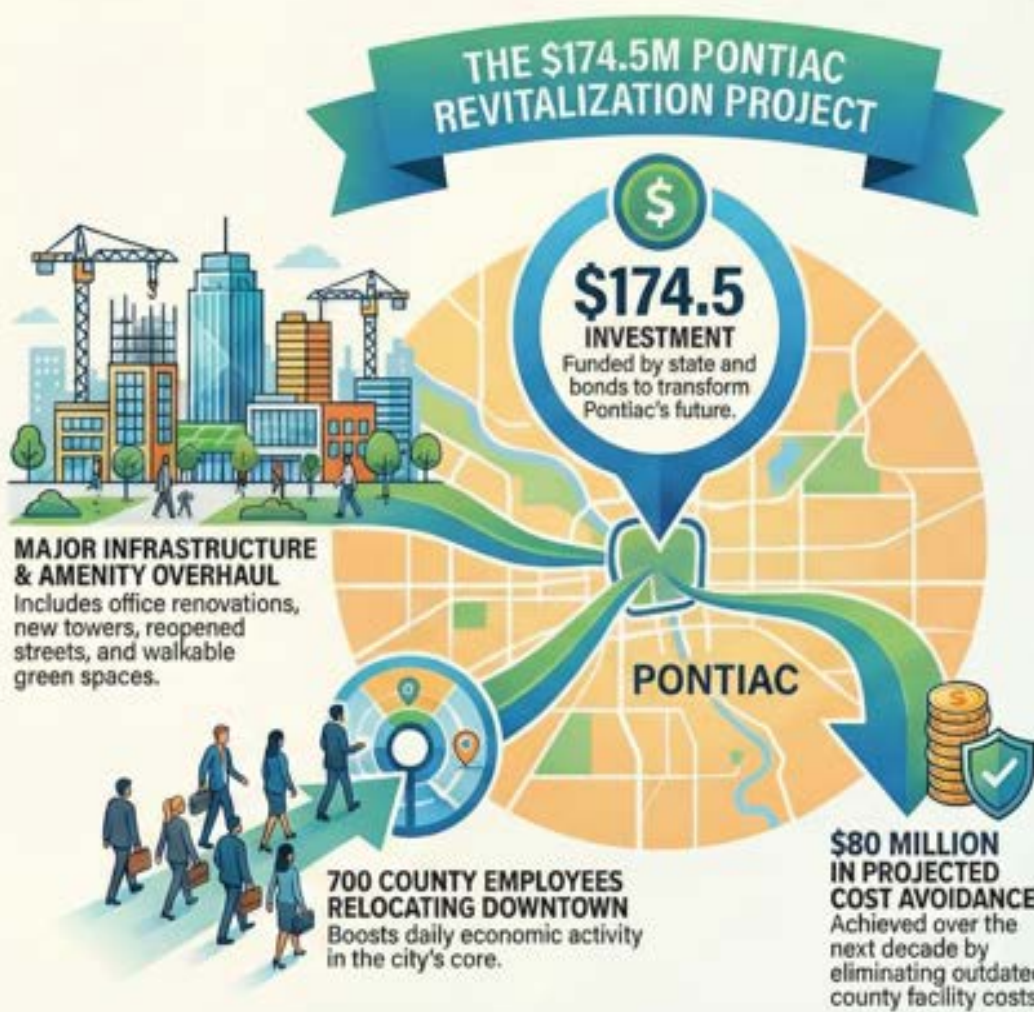 THE $174.5M PONTIAC
REVITALIZATION PROJECT
$
$174.5
INVESTMENT
Funded by state and
bonds to transform
Pontiac's future.
MAJOR INFRASTRUCTURE
& AMENITY OVERHAUL
Includes office renovations,
new towers, reopened
streets, and walkable
green spaces.
PONTIAC
$
700 COUNTY EMPLOYEES
RELOCATING DOWNTOWN
Boosts daily economic activity
in the city's core.
$80 MILLION
IN PROJECTED
COST AVOIDANCE
Achieved over the
next decade by
eliminating outdated
county facility costs